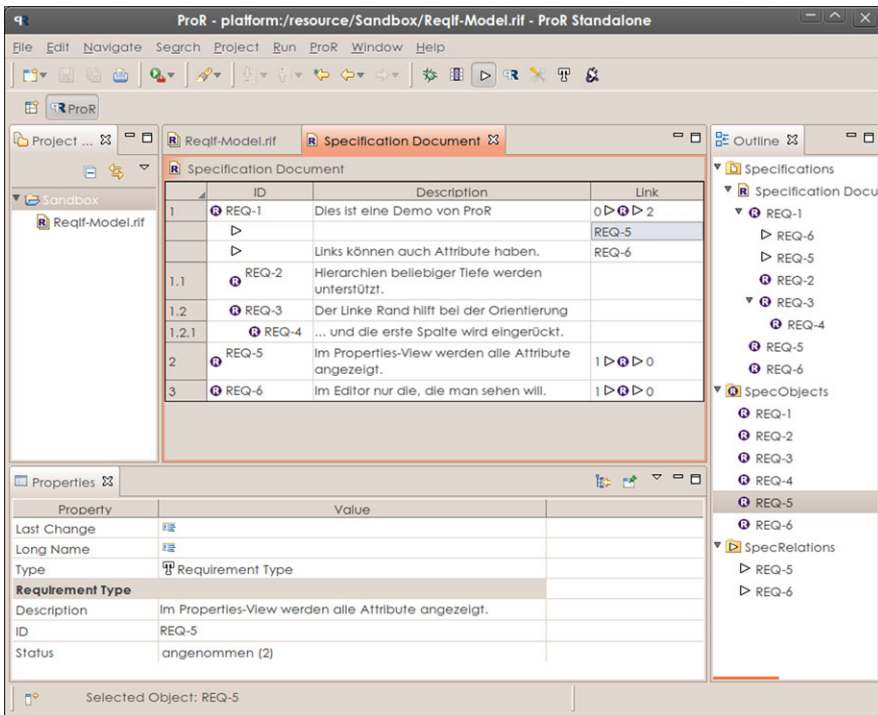 ProR - platform:/resource/Sandbox/ReqIf-Model.rif - ProR Standalone
File Edit Navigate Search Project Run ProR Window Help
ProR
Project ...
ReqIf-Model.rif
Specification Document
Outline
Specification Document
Sandbox
ReqIf-Model.rif
ID Description Link
1 REQ-1 Dies ist eine Demo von ProR 0 2
REQ-5
Links können auch Attribute haben. REQ-6
1.1 REQ-2 Hierarchien beliebiger Tiefe werden
unterstützt.
1.2 REQ-3 Der Linke Rand hilft bei der Orientierung
1.2.1 REQ-4 ... und die erste Spalte wird eingerückt.
2 REQ-5 Im Properties-View werden alle Attribute
angezeigt. 1 0
3 REQ-6 Im Editor nur die, die man sehen will. 1 0
Specifications
Specification Docu
REQ-1
REQ-6
REQ-5
REQ-2
REQ-3
REQ-4
REQ-5
REQ-6
SpecObjects
REQ-1
REQ-2
REQ-3
REQ-4
REQ-5
REQ-6
SpecRelations
REQ-5
REQ-6
Properties
Property Value
Last Change
Long Name
Type Requirement Type
Requirement Type
Description Im Properties-View werden alle Attribute angezeigt.
ID REQ-5
Status angenommen (2)
Selected Object: REQ-5